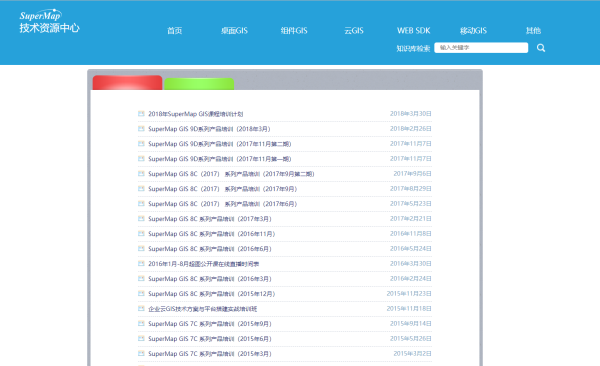 SuperMap
技术资源中心
首页 桌面GIS 组件GIS 云GIS WEB SDK 移动GIS 其他
知识库检索 输入关键字
2018年SuperMap GIS课程培训计划 2018年3月30日
SuperMap GIS 9D系列产品培训（2018年3月） 2018年2月26日
SuperMap GIS 9D系列产品培训（2017年11月第二期） 2017年11月7日
SuperMap GIS 9D系列产品培训（2017年11月第一期） 2017年11月7日
SuperMap GIS 8C（2017） 系列产品培训（2017年9月第二期） 2017年9月6日
SuperMap GIS 8C（2017） 系列产品培训（2017年9月） 2017年8月29日
SuperMap GIS 8C（2017） 系列产品培训（2017年6月） 2017年5月23日
SuperMap GIS 8C 系列产品培训（2017年3月） 2017年2月21日
SuperMap GIS 8C 系列产品培训（2016年11月） 2016年11月8日
SuperMap GIS 8C 系列产品培训（2016年6月） 2016年5月24日
2016年1月-8月超图公开课在线直播时间表 2016年3月30日
SuperMap GIS 8C 系列产品培训（2016年3月） 2016年2月24日
SuperMap GIS 8C 系列产品培训（2015年12月） 2015年11月23日
企业云GIS技术方案与平台搭建实战培训班 2015年11月18日
SuperMap GIS 7C 系列产品培训（2015年9月） 2015年9月14日
SuperMap GIS 7C 系列产品培训（2015年6月） 2015年5月26日
SuperMap GIS 7C 系列产品培训（2015年3月） 2015年3月2日